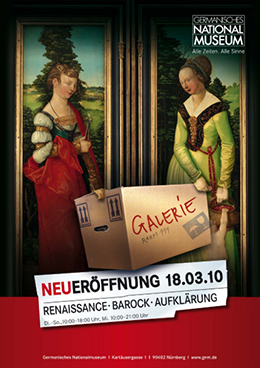 GERMANISCHES
NATIONAL
MUSEUM
Alle Zeiten. Alle Sinne
GALERIE
NEUERÖFFNUNG 18.03.10
RENAISSANCE · BAROCK · AUFKLÄRUNG
Di.-So., 10:00-18:00 Uhr, Mi. 10:00-21:00 Uhr
Germanisches Nationalmuseum I Kartäusergasse 1 I 90402 Nürnberg I www.gnm.de